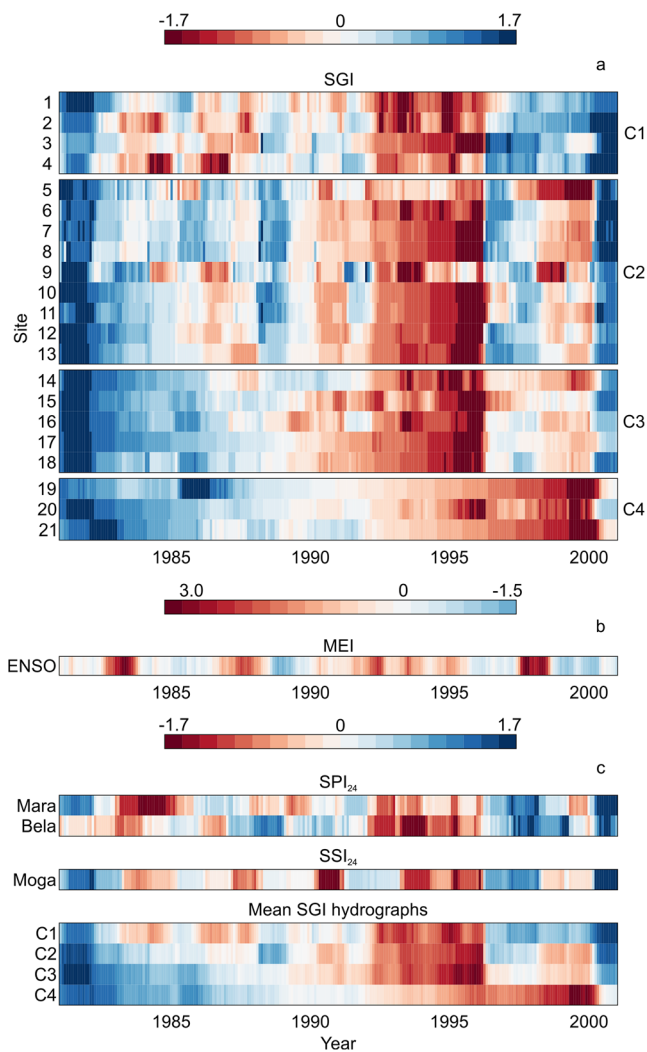 -1.7 0 1.7
a
SGI
1
2
3
4
C1
5
6
7
8
9
10
11
12
13
C2
14
15
16
17
18
C3
19
20
21
C4
Site
1985 1990 1995 2000
3.0 0 -1.5
b
MEI
ENSO
1985 1990 1995 2000
-1.7 0 1.7
c
SPI24
Mara
Bela
SSI24
Moga
Mean SGI hydrographs
C1
C2
C3
C4
1985 1990 1995 2000
Year